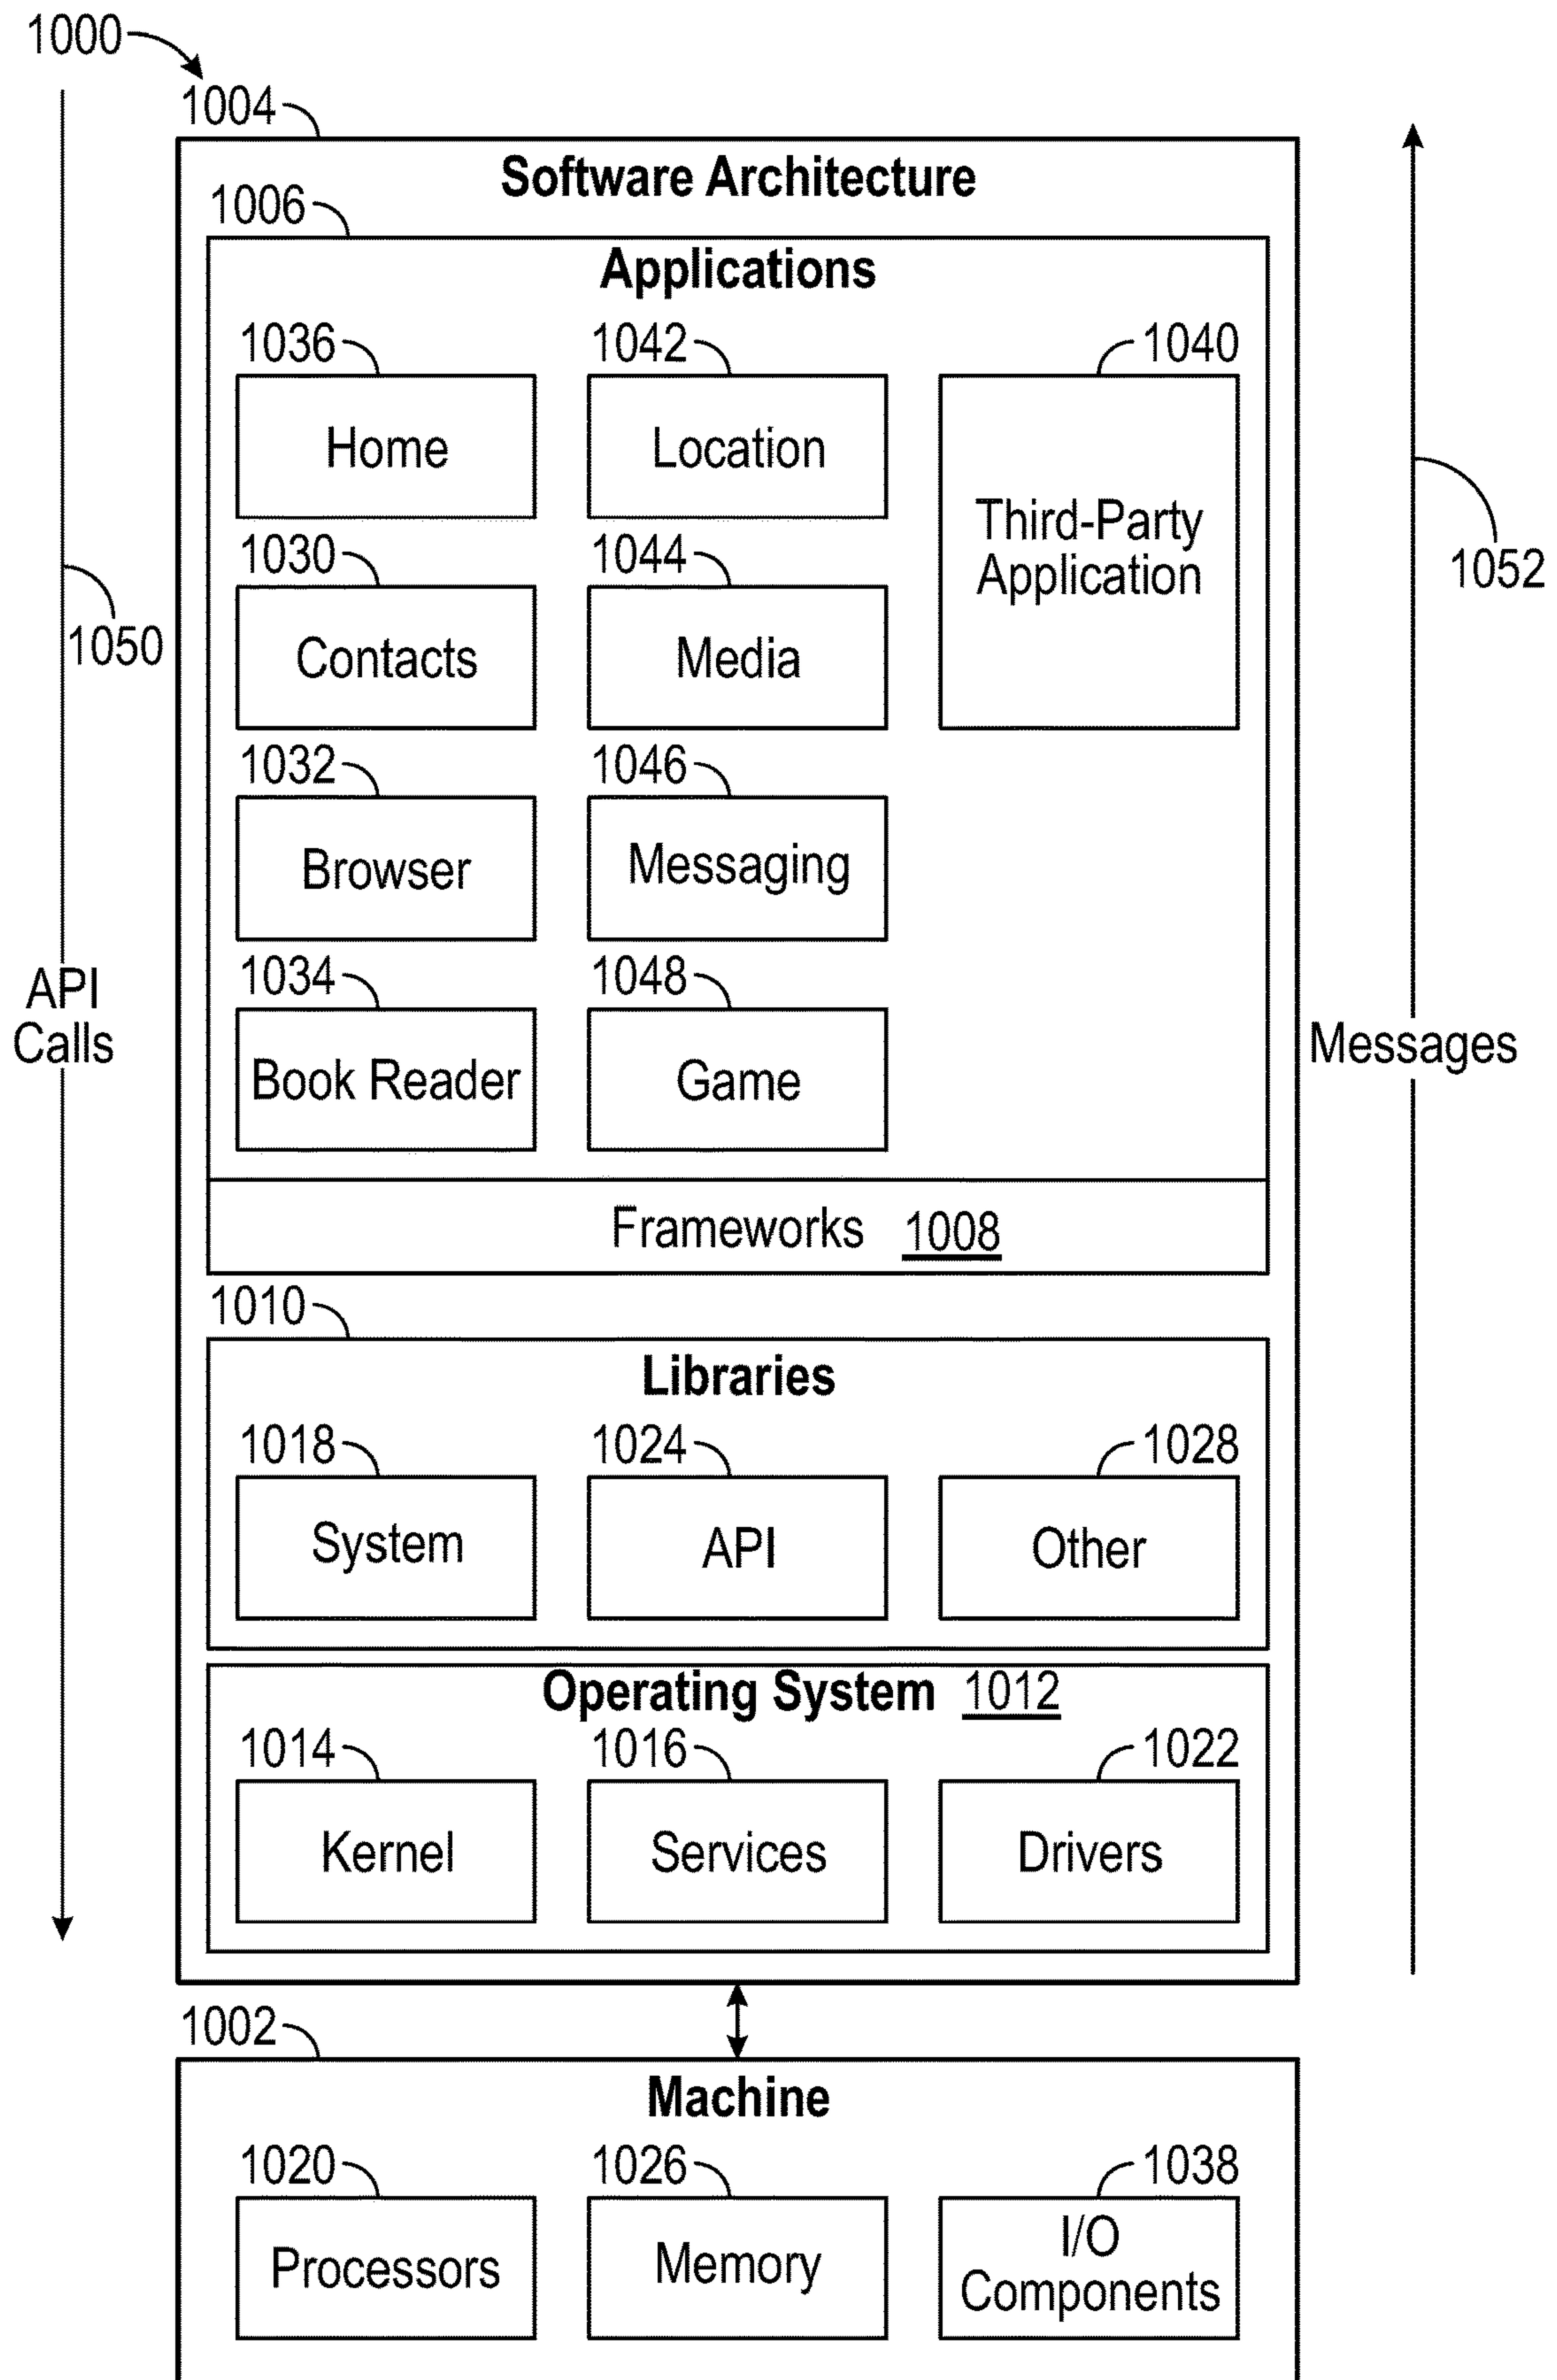 1000
1004
Software Architecture
1006
Applications
1036
1042
1040
Home
Location
Third-Party
Application
1030
1044
1052
1050
Contacts
Media
1032
1046
Browser
Messaging
1034
1048
API
Calls
Messages
Book Reader
Game
Frameworks 1008
1010
Libraries
1018
1024
1028
System
API
Other
Operating System 1012
1014
1016
1022
Kernel
Services
Drivers
1002
Machine
1020
1026
1038
Processors
Memory
I/O
Components